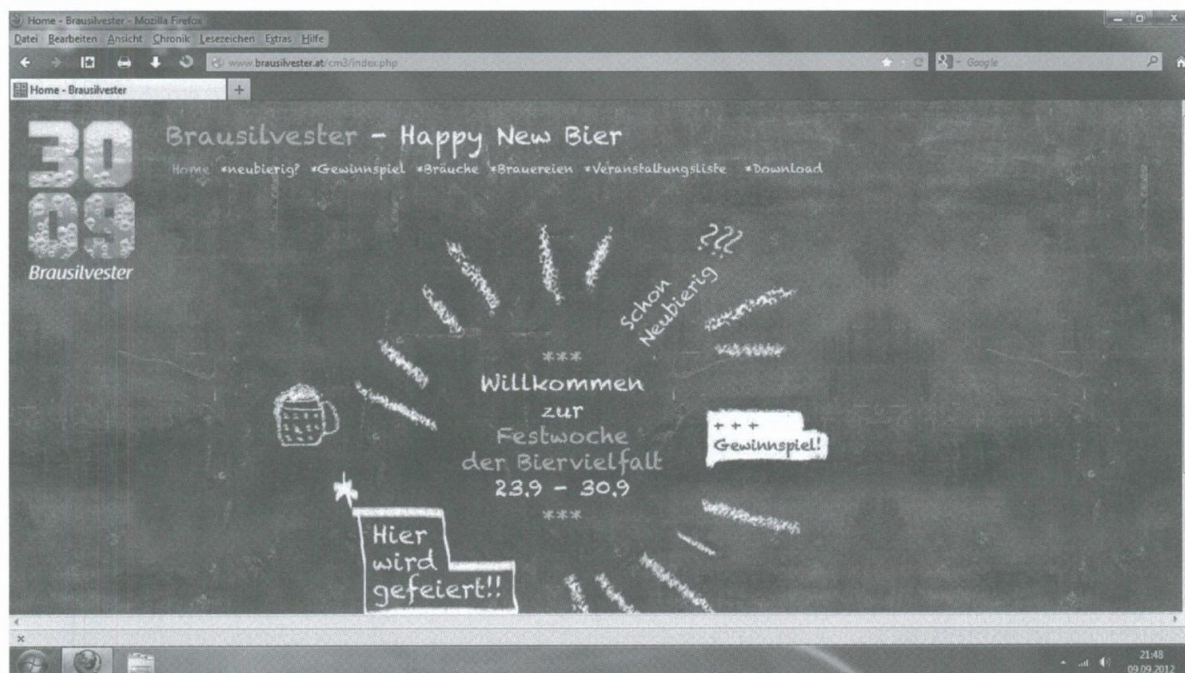 Home - Brausilvester - Mozilla Firefox
Datei Bearbeiten Ansicht Chronik Lesezeichen Extras Hilfe
www.brausilvester.at/cm3/index.php
Google
Home - Brausilvester
30
09
Brausilvester
Brausilvester - Happy New Bier
Home *neubierig? *Gewinnspiel *Bräuche *Brauereien *Veranstaltungsliste *Download
???
Schon
Neubierig
***
Willkommen
zur
Festwoche
der Biervielfalt
23.9 - 30.9
***
+ + +
Gewinnspiel!
Hier
wird
gefeiert!!
21:48
09.09.2012